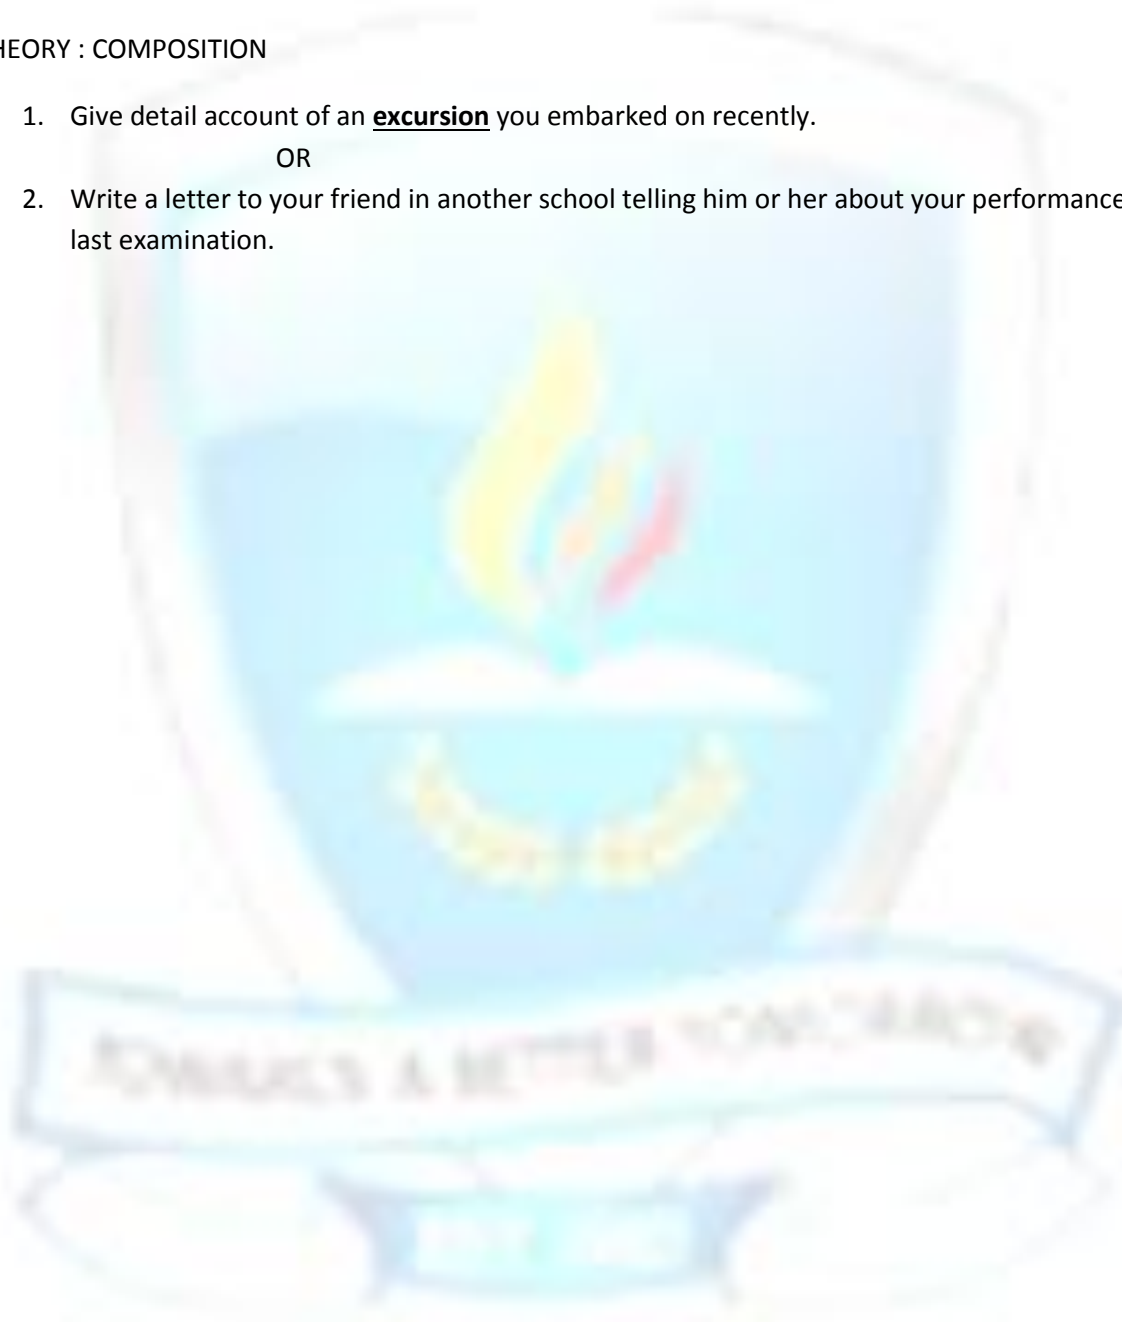 HEORY : COMPOSITION
1. Give detail account of an excursion you embarked on recently.
OR
2. Write a letter to your friend in another school telling him or her about your performance
last examination.
A BETTER